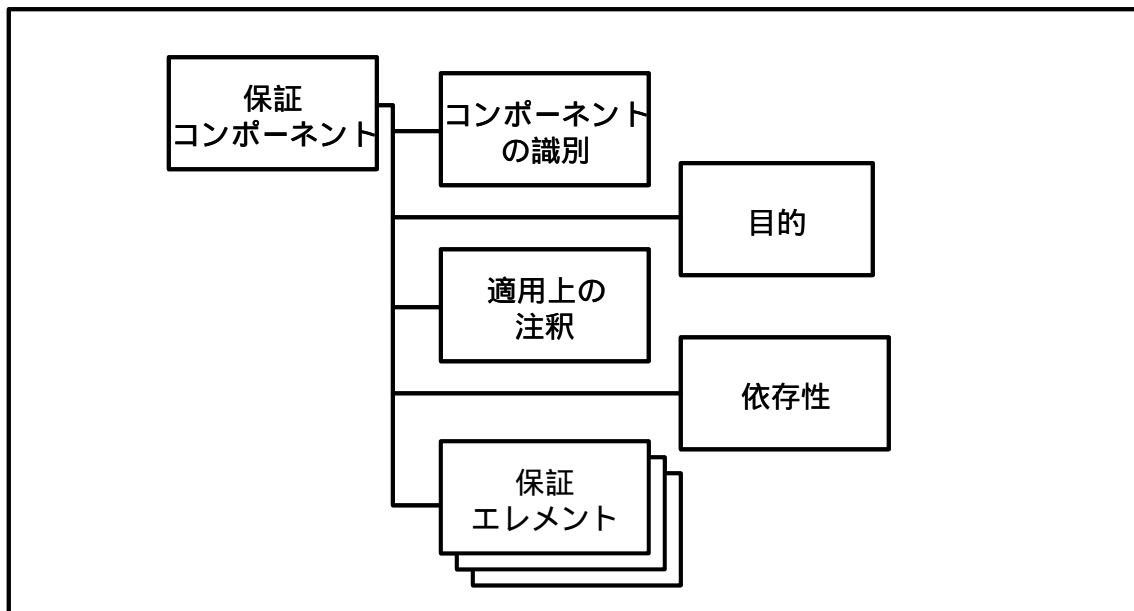 保証
コンポーネント
コンポーネント
の識別
目的
適用上の
注釈
依存性
保証
エレメント